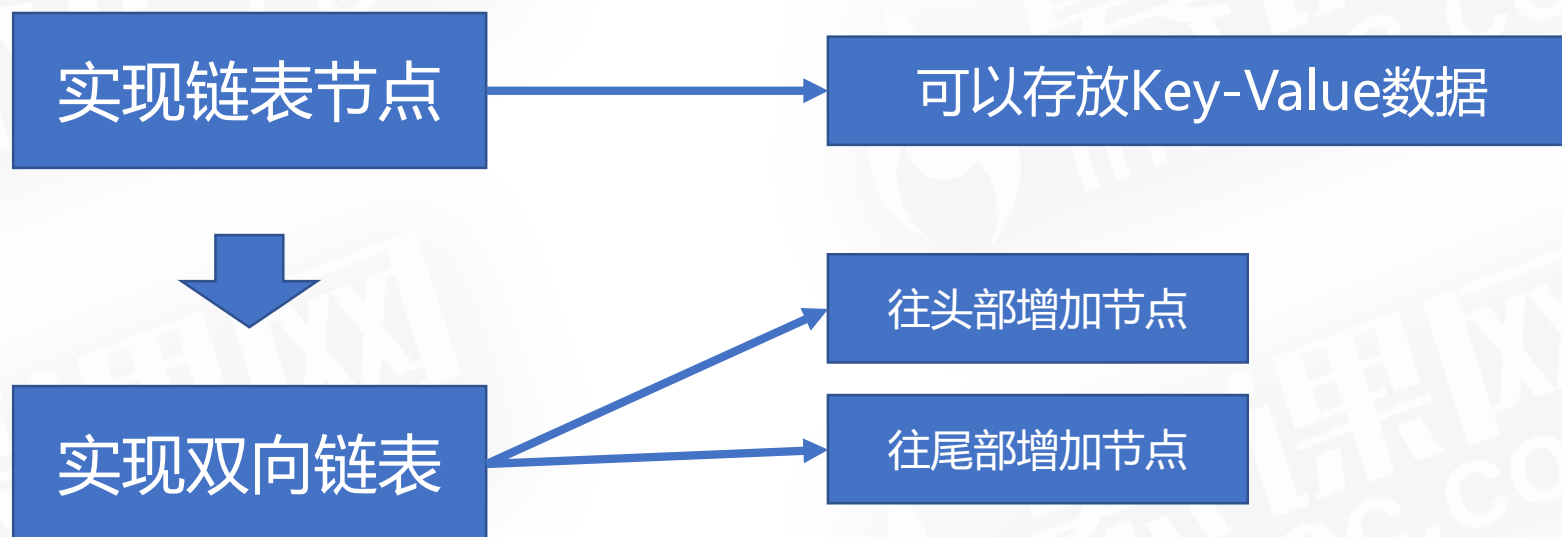 实现链表节点
可以存放Key-Value数据
往头部增加节点
往尾部增加节点
实现双向链表